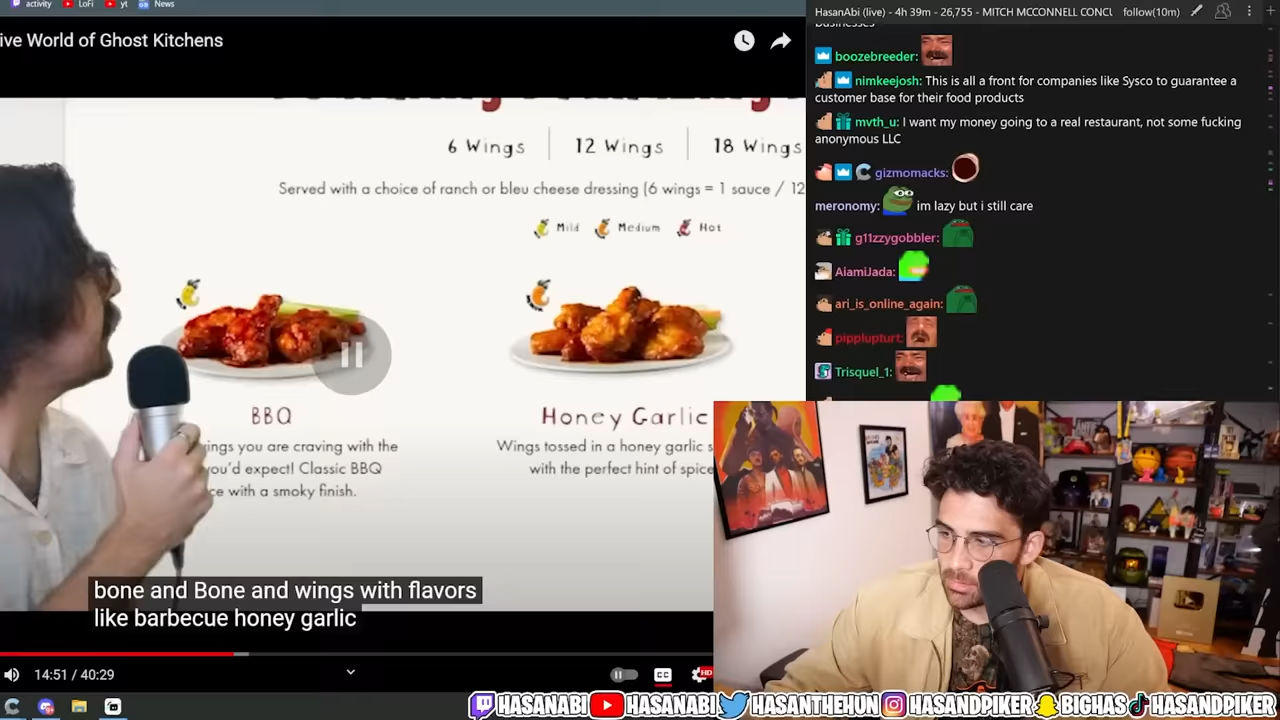 activity LoFi yt News
ive World of Ghost Kitchens
6 Wings 12 Wings 18 Wings
Served with a choice of ranch or bleu cheese dressing (6 wings = 1 sauce / 12
Mild Medium Hot
BBQ
ings you are craving with the
you'd expect! Classic BBQ
ce with a smoky finish.
Honey Garlic
Wings tossed in a honey garlic s
with the perfect hint of spice
bone and Bone and wings with flavors
like barbecue honey garlic
14:51 / 40:29
CC
HD
HasanAbi (live) - 4h 39m - 26,755 - MITCH MCCONNELL CONCU follow(10m)
businesses
boozebreeder:
nimkeejosh: This is all a front for companies like Sysco to guarantee a
customer base for their food products
mvth_u: I want my money going to a real restaurant, not some fucking
anonymous LLC
gizmomacks:
meronomy: im lazy but i still care
g11zzygobbler:
AiamiJada:
ari_is_online_again:
pipplupturt:
Trisquel_1:
HASANABI HASANABI HASANTHEHUN HASANDPIKER BIGHAS HASANDPIKER